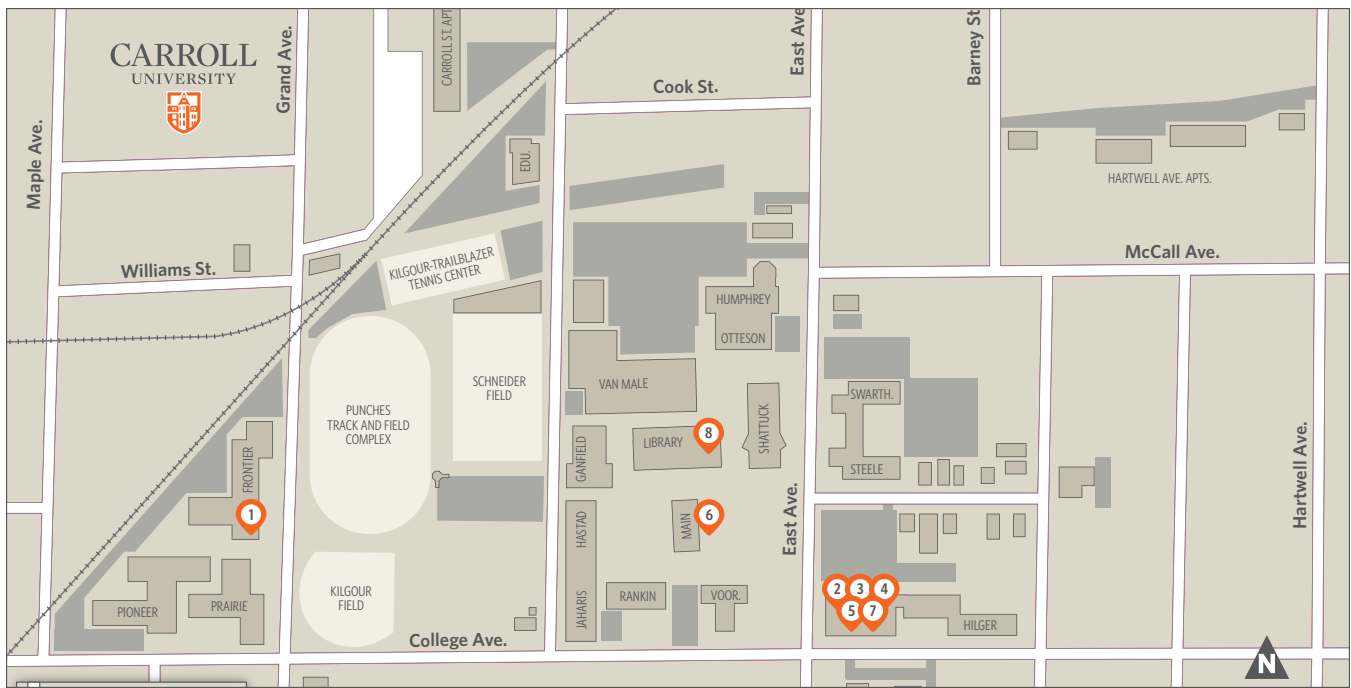 CARROLL
UNIVERSITY
Grand Ave.
Maple Ave.
CARROLL ST. APT
East Ave
Barney St
Cook St.
EDU.
HARTWELL AVE. APTS.
Williams St.
KILGOUR-TRAILBLAZER
TENNIS CENTER
McCall Ave.
HUMPHREY
OTTESON
SCHNEIDER
FIELD
VAN MALE
SWARTH.
PUNCHES
TRACK AND FIELD
COMPLEX
LIBRARY
8
SHATTUCK
GANFIELD
STEELE
FRONTIER
Hartwell Ave.
1
HASTAD
MAIN
6
East Ave.
KILGOUR
FIELD
2
3
4
5
7
JAHARIS
RANKIN
VOOR.
PIONEER
PRAIRIE
HILGER
College Ave.
N